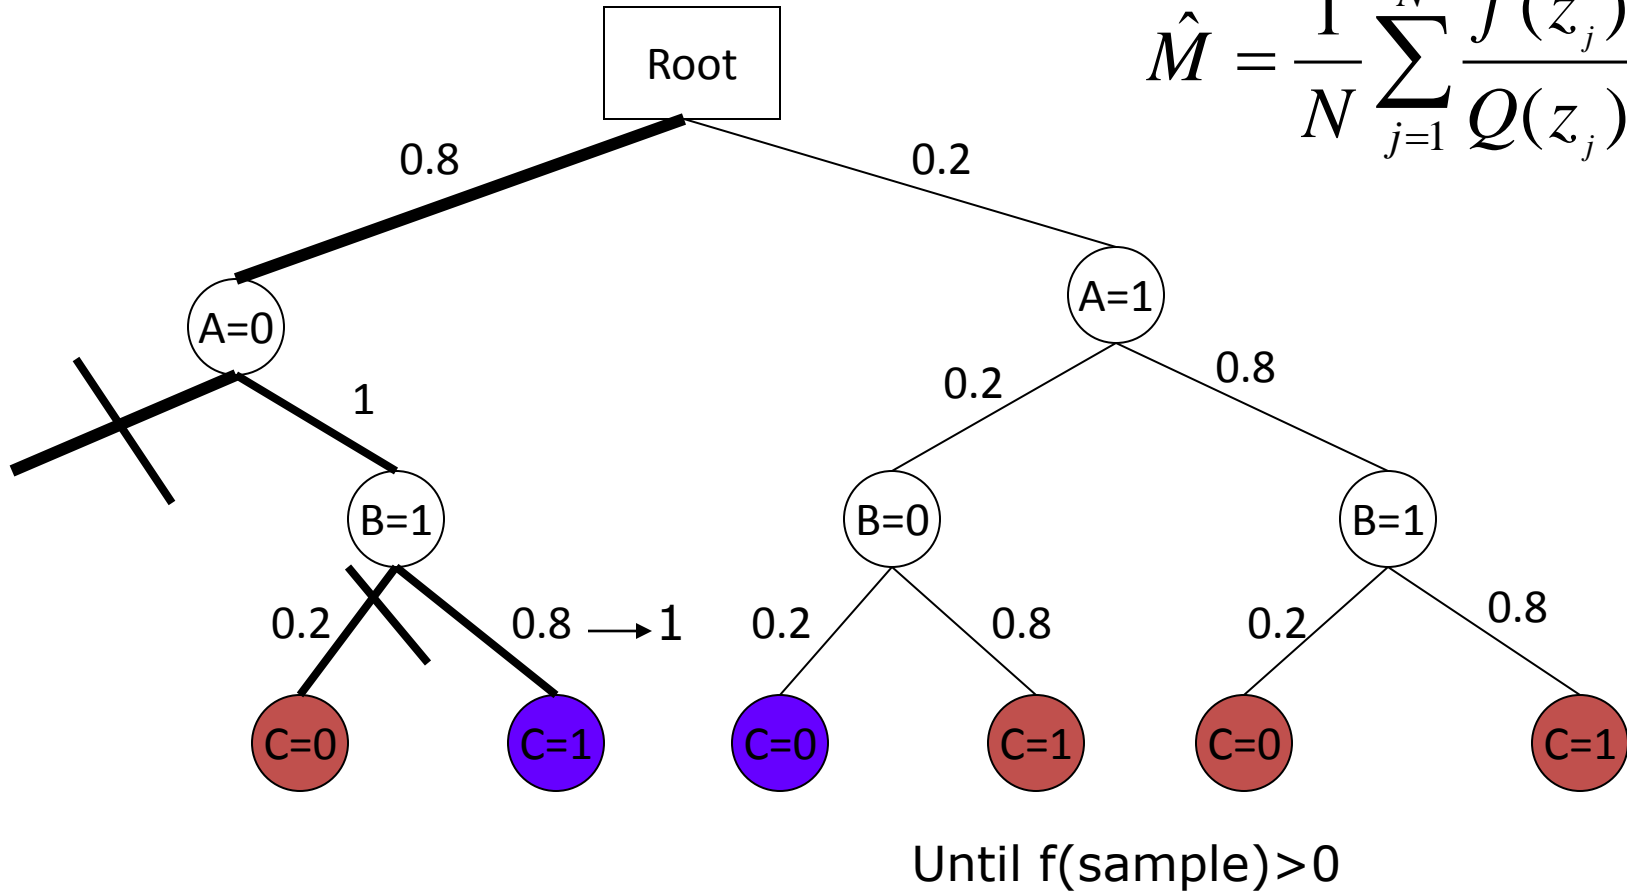 Root
M̂ = 1/N ∑ j=1 N f(z_j)/Q(z_j)
0.8
0.2
A=0
A=1
1
0.2
0.8
B=1
B=0
B=1
0.2
0.8 → 1
0.2
0.8
0.2
0.8
C=0
C=1
C=0
C=1
C=0
C=1
Until f(sample)>0